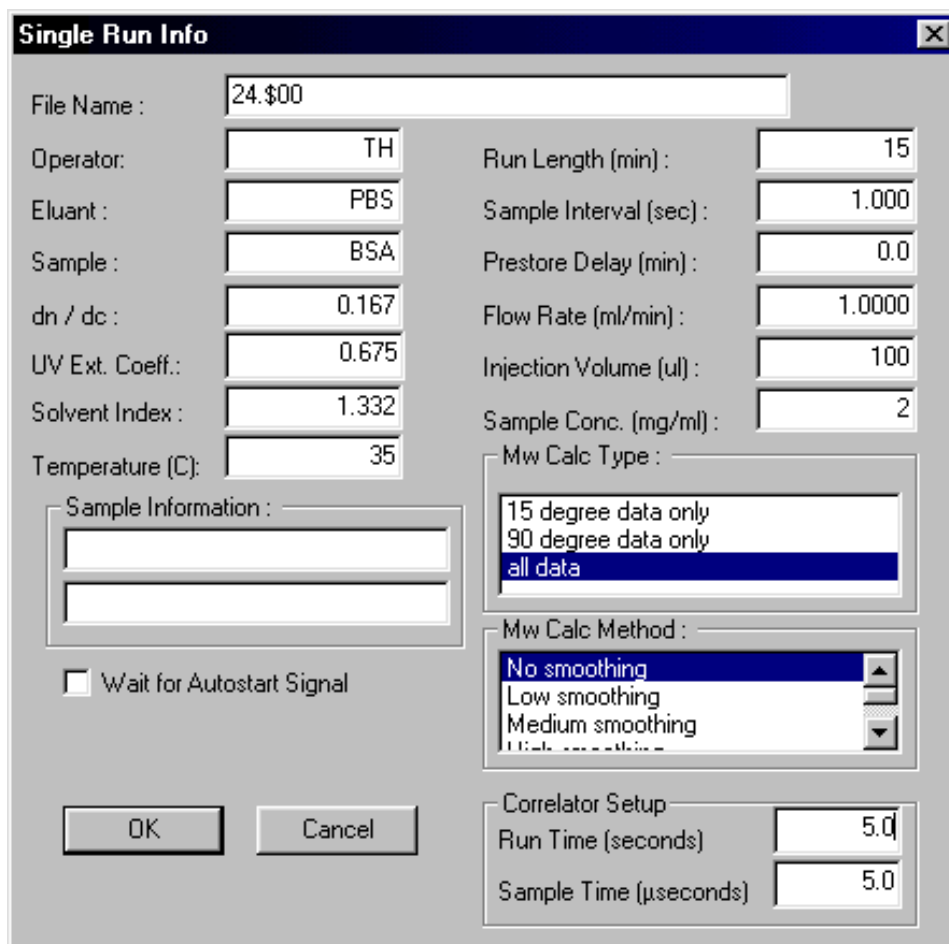 Single Run Info
File Name :
24.$00
Operator:
TH
Eluant :
PBS
Sample :
BSA
dn / dc :
0.167
UV Ext. Coeff.:
0.675
Solvent Index :
1.332
Temperature (C):
35
Run Length (min) :
15
Sample Interval (sec) :
1.000
Prestore Delay (min) :
0.0
Flow Rate (ml/min) :
1.0000
Injection Volume (ul) :
100
Sample Conc. (mg/ml) :
2
Sample Information :
Wait for Autostart Signal
OK
Cancel
Mw Calc Type :
15 degree data only
90 degree data only
all data
Mw Calc Method :
No smoothing
Low smoothing
Medium smoothing
High smoothing
Correlator Setup
Run Time (seconds)
5.0
Sample Time (µseconds)
5.0